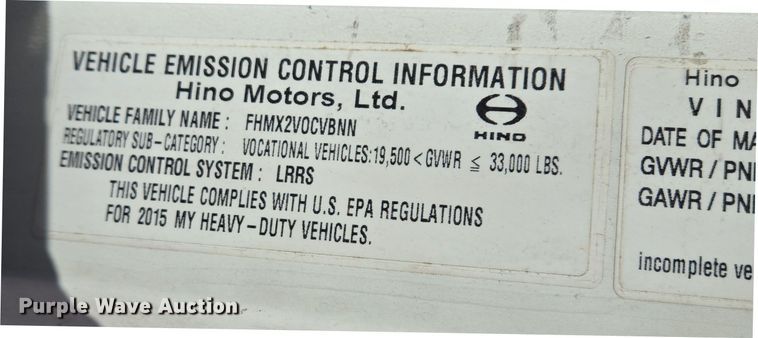 VEHICLE EMISSION CONTROL INFORMATION
Hino Motors, Ltd.
HINO
VEHICLE FAMILY NAME : FHMX2VOCVBNN
REGULATORY SUB-CATEGORY : VOCATIONAL VEHICLES:19,500 < GVWR ≤ 33,000 LBS.
EMISSION CONTROL SYSTEM : LRRS
THIS VEHICLE COMPLIES WITH U.S. EPA REGULATIONS
FOR 2015 MY HEAVY-DUTY VEHICLES.
Hino
VIN
DATE OF MA
GVWR / PN
GAWR / PN
incomplete ve
Purple Wave Auction